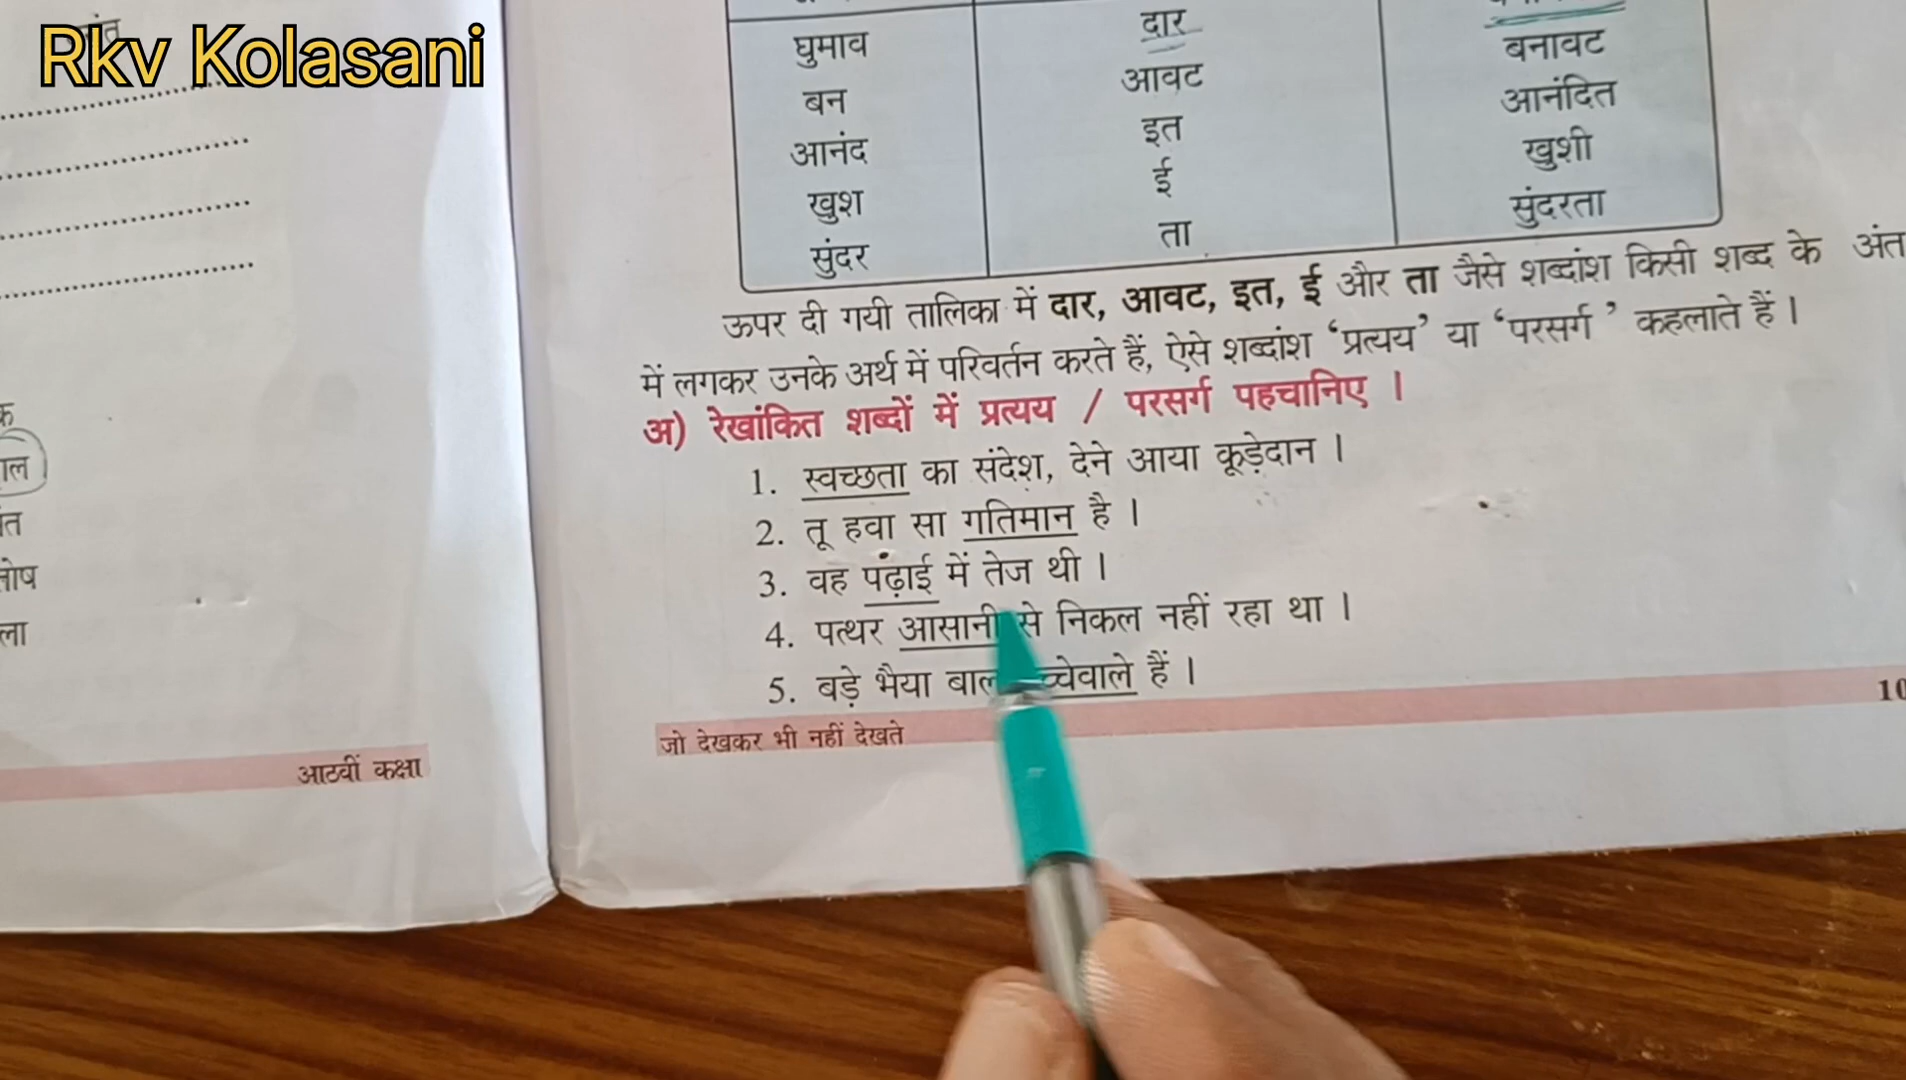 Rkv Kolasani
घुमाव दार
बन आवट बनावट
आनंद इत आनंदित
खुश ई खुशी
सुंदर ता सुंदरता
ऊपर दी गयी तालिका में दार, आवट, इत, ई और ता जैसे शब्दांश किसी शब्द के अंत
में लगकर उनके अर्थ में परिवर्तन करते हैं, ऐसे शब्दांश ‘प्रत्यय’ या ‘परसर्ग ’ कहलाते हैं ।
अ) रेखांकित शब्दों में प्रत्यय / परसर्ग पहचानिए ।
1. स्वच्छता का संदेश, देने आया कूड़ेदान ।
2. तू हवा सा गतिमान है ।
3. वह पढ़ाई में तेज थी ।
4. पत्थर आसानी से निकल नहीं रहा था ।
5. बड़े भैया हैं ।
जो देखकर भी नहीं देखते
आठवीं कक्षा